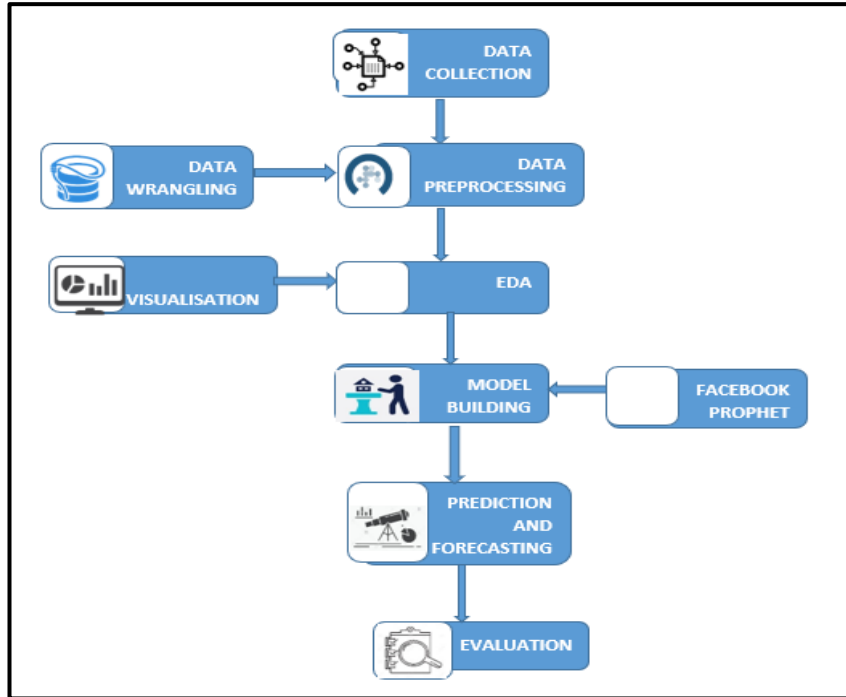 DATA
COLLECTION
DATA
WRANGLING
DATA
PREPROCESSING
VISUALISATION
EDA
MODEL
BUILDING
FACEBOOK
PROPHET
PREDICTION
AND
FORECASTING
EVALUATION